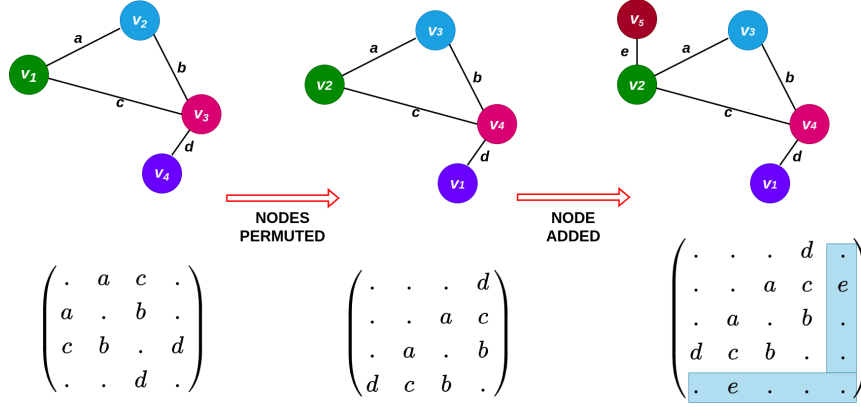 v₂
a
v₁
b
c
v₃
d
v₄
v₃
a
v2
b
c
v₄
d
v₁
v₅
e
v₃
a
v2
b
c
v₄
d
v₁
NODES
PERMUTED
NODE
ADDED
. a c .
a . b .
c b . d
. . d .
. . . d
. . a c
. a . b
d c b .
. . . d .
. . a c e
. a . b .
d c b . .
. e . . .